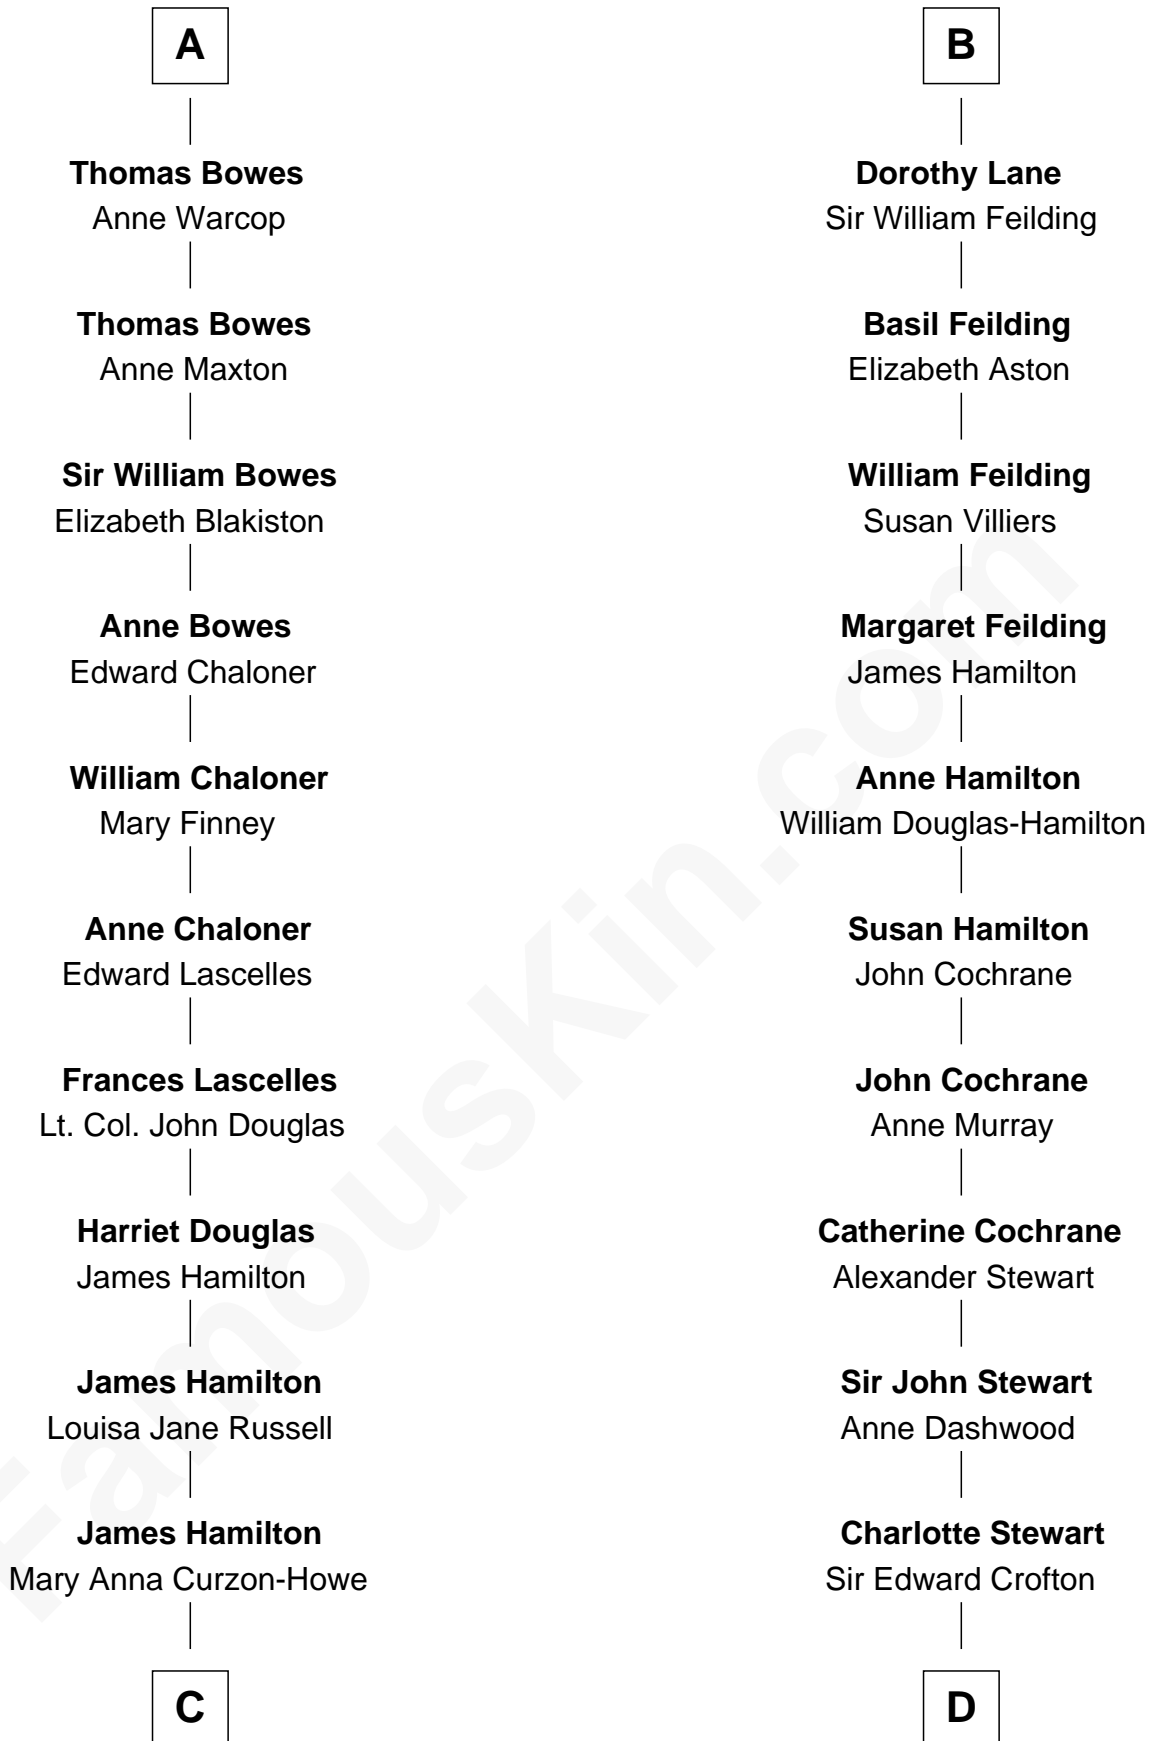 A
Thomas Bowes
Anne Warcop
Thomas Bowes
Anne Maxton
Sir William Bowes
Elizabeth Blakiston
Anne Bowes
Edward Chaloner
William Chaloner
Mary Finney
Anne Chaloner
Edward Lascelles
Frances Lascelles
Lt. Col. John Douglas
Harriet Douglas
James Hamilton
James Hamilton
Louisa Jane Russell
James Hamilton
Mary Anna Curzon-Howe
C
B
Dorothy Lane
Sir William Feilding
Basil Feilding
Elizabeth Aston
William Feilding
Susan Villiers
Margaret Feilding
James Hamilton
Anne Hamilton
William Douglas-Hamilton
Susan Hamilton
John Cochrane
John Cochrane
Anne Murray
Catherine Cochrane
Alexander Stewart
Sir John Stewart
Anne Dashwood
Charlotte Stewart
Sir Edward Crofton
D
FamousKin.com